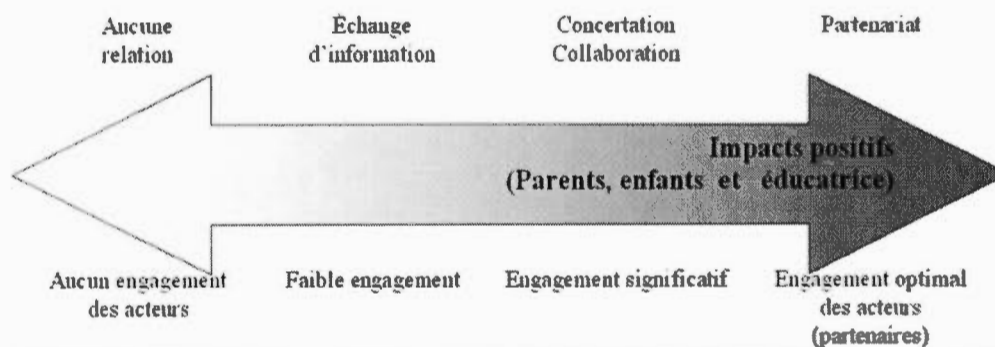 Aucune
relation
Échange
d'information
Concertation
Collaboration
Partenariat
Impacts positifs
(Parents, enfants et éducatrice)
Aucun engagement
des acteurs
Faible engagement
Engagement significatif
Engagement optimal
des acteurs
(partenaires)